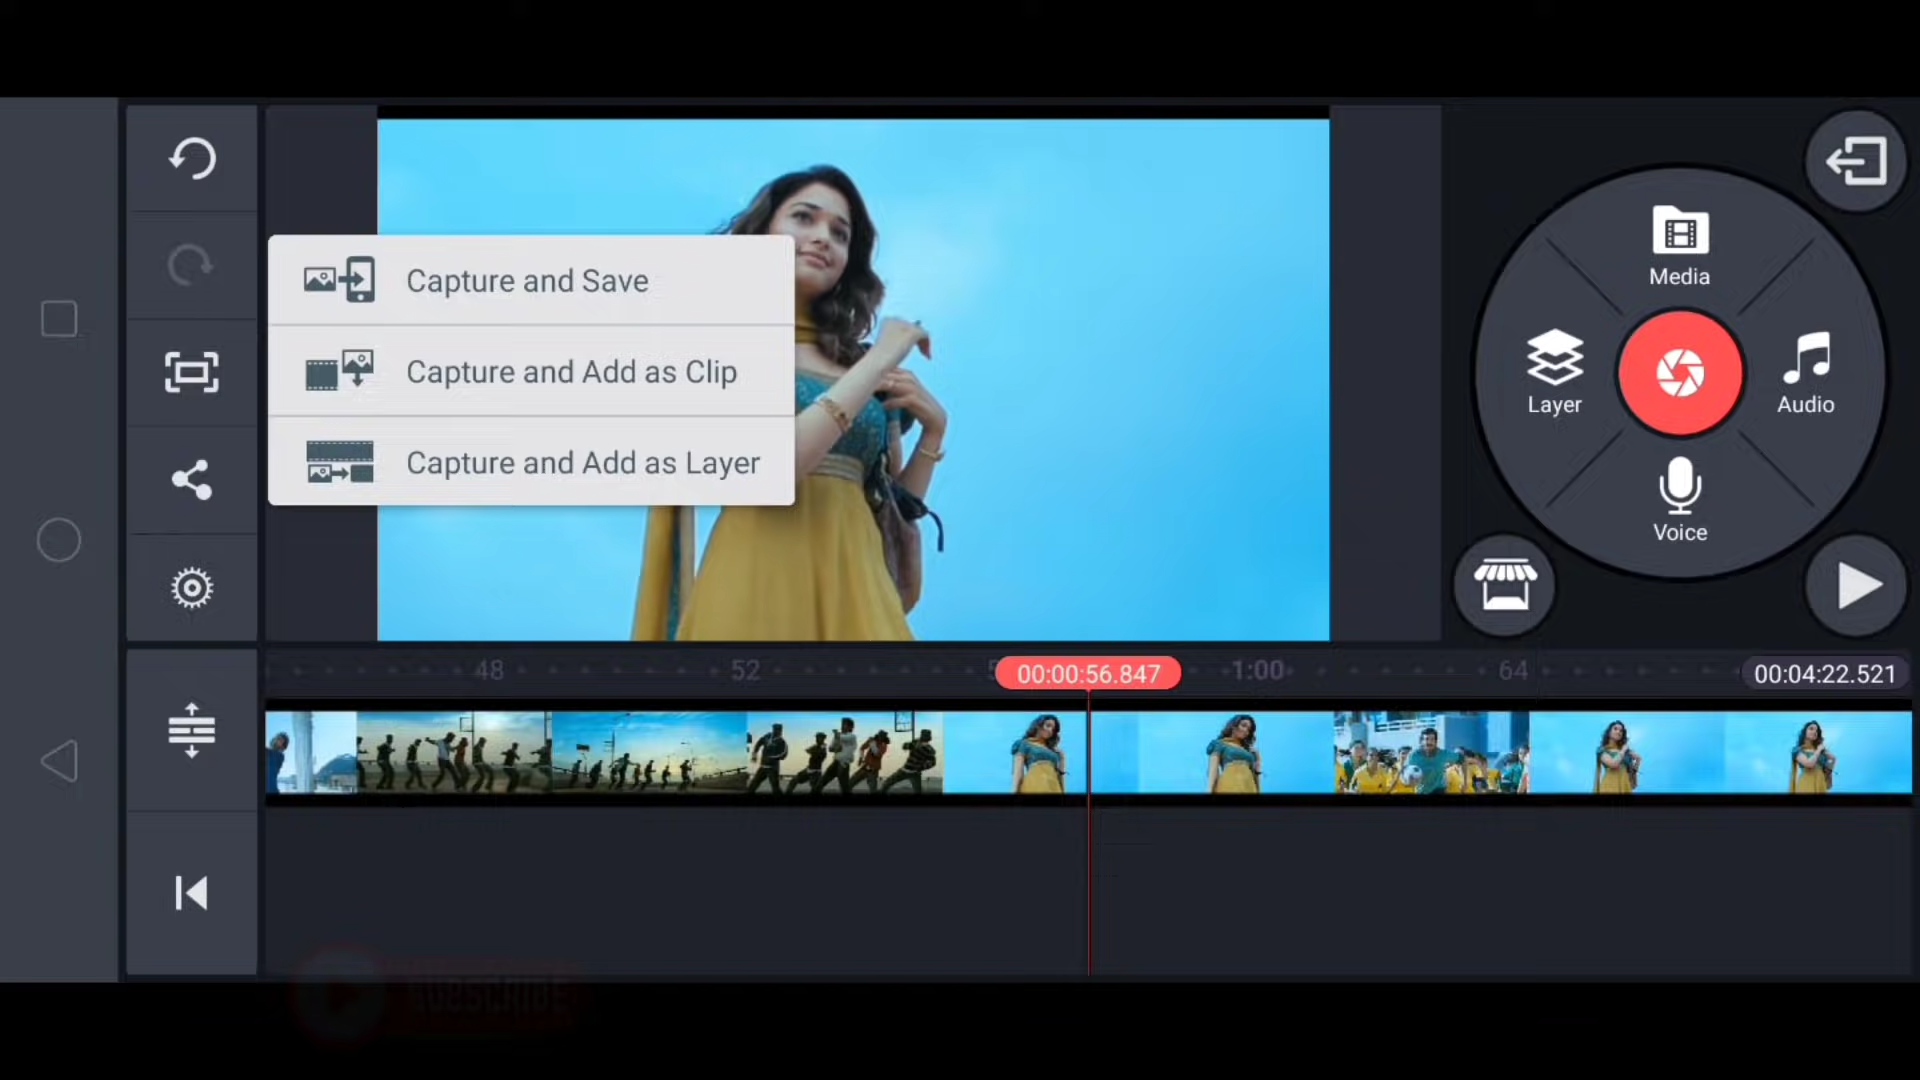 Capture and Save
Capture and Add as Clip
Capture and Add as Layer
Media
Layer
Audio
Voice
48
52
00:00:56.847
1:00
64
00:04:22.521